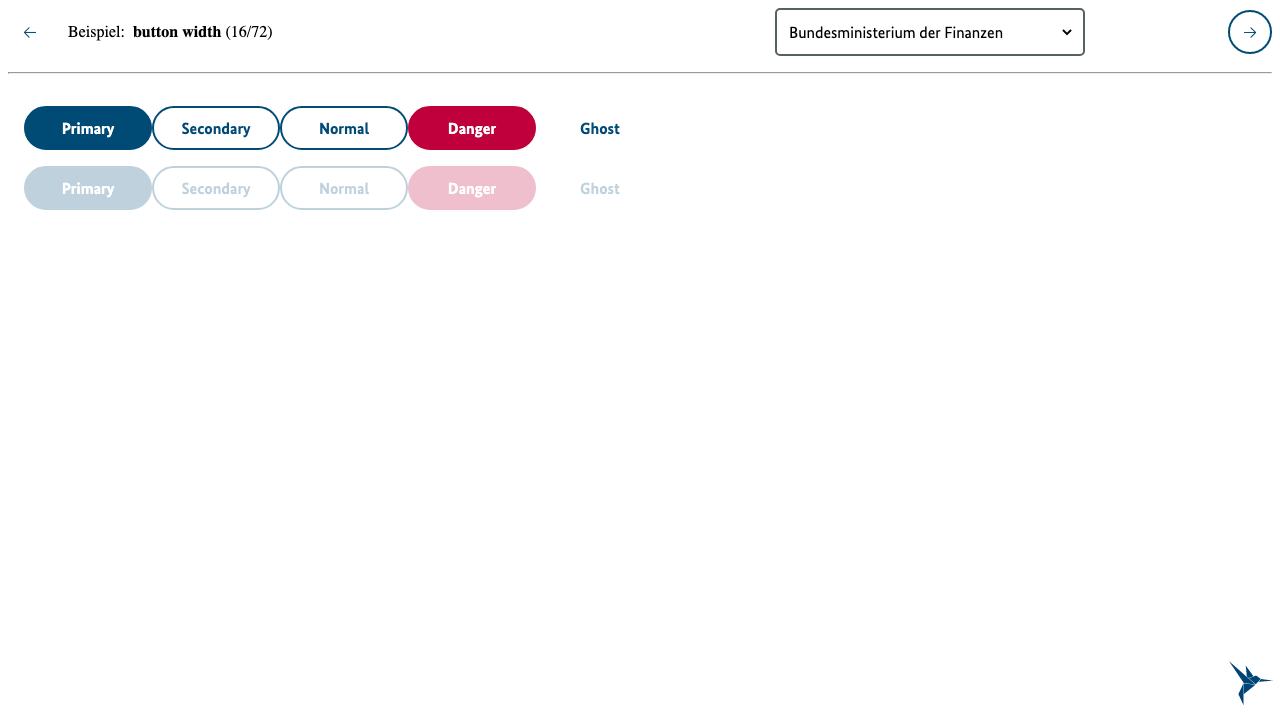 Beispiel: button width (16/72) Bundesministerium der Finanzen
Primary Secondary Normal Danger Ghost
Primary Secondary Normal Danger Ghost